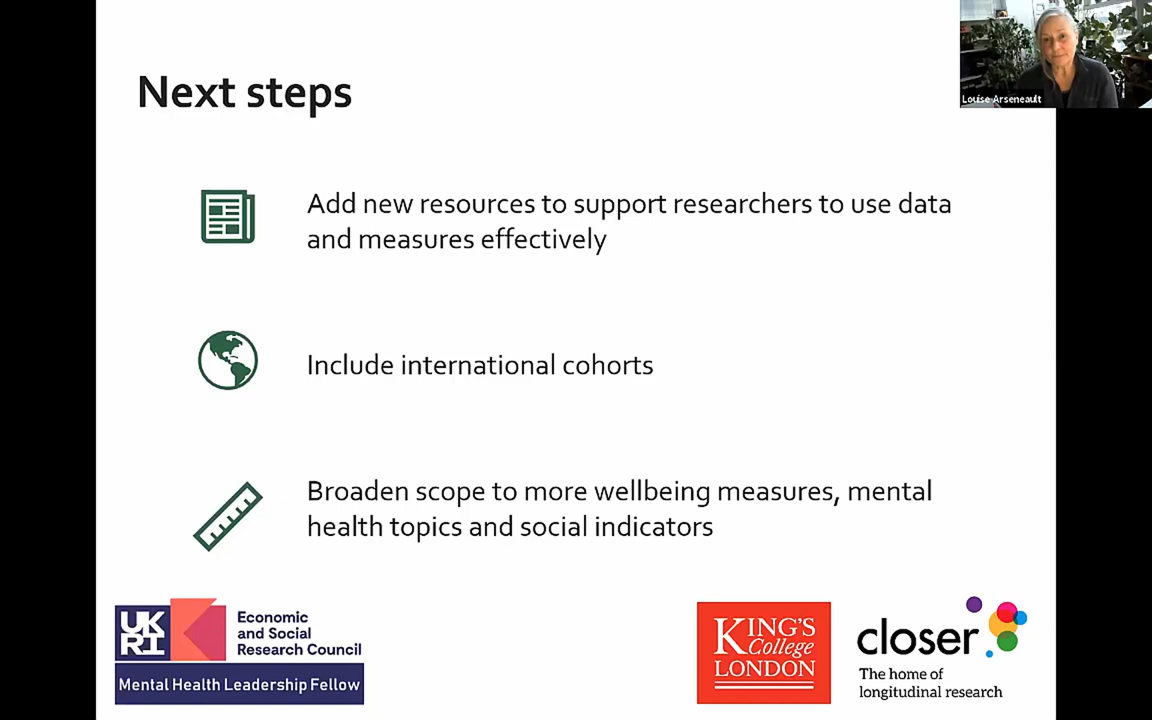 Next steps
Louise Arseneault
Add new resources to support researchers to use data
and measures effectively
Include international cohorts
Broaden scope to more wellbeing measures, mental
health topics and social indicators
UK
RI
Economic
and Social
Research Council
Mental Health Leadership Fellow
KING'S
College
LONDON
closer
The home of
longitudinal research